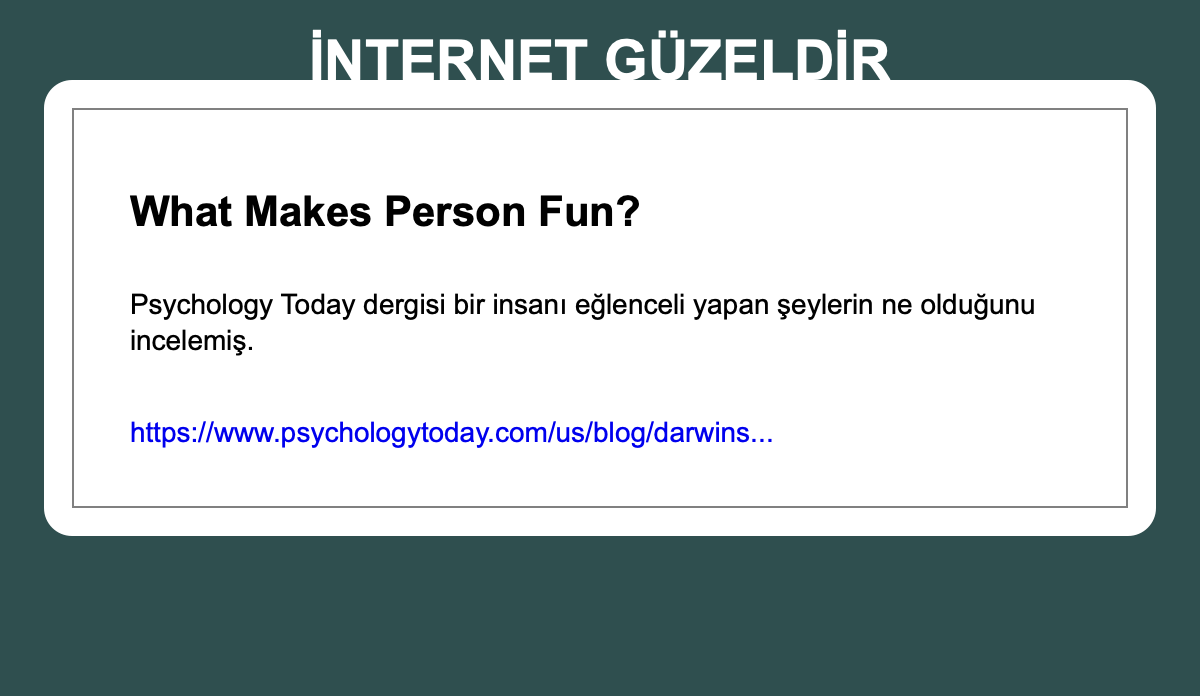 İNTERNET GÜZELDİR
What Makes Person Fun?
Psychology Today dergisi bir insanı eğlenceli yapan şeylerin ne olduğunu
incelemiş.
https://www.psychologytoday.com/us/blog/darwins...